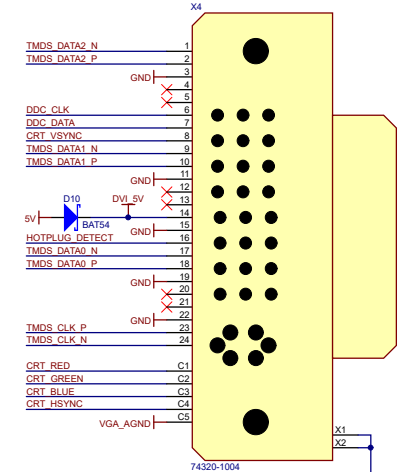 X4
TMDS_DATA2_N 1
TMDS_DATA2_P 2
GND 3
4
5
DDC_CLK 6
DDC_DATA 7
CRT_VSYNC 8
TMDS_DATA1_N 9
TMDS_DATA1_P 10
GND 11
12
D10 DVI_5V 13
5V 14
BAT54 GND 15
HOTPLUG_DETECT 16
TMDS_DATA0_N 17
TMDS_DATA0_P 18
GND 19
20
21
GND 22
TMDS_CLK_P 23
TMDS_CLK_N 24
CRT_RED C1
CRT_GREEN C2
CRT_BLUE C3
CRT_HSYNC C4
VGA_AGND C5
X1
X2
74320-1004